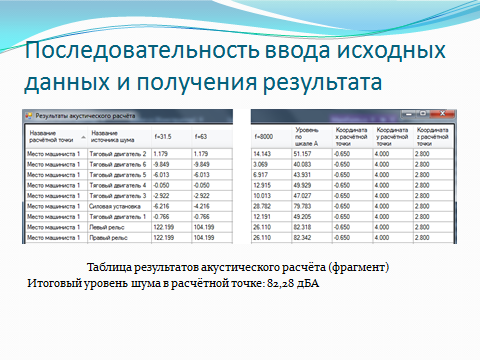 Последовательность ввода исходных
данных и получения результата
Результаты акустического расчёта
Название расчётной точки Название источника шума f=31.5 f=63
Место машиниста 1 Тяговый двигатель 2 1.179 1.179
Место машиниста 1 Тяговый двигатель 6 -9.849 -9.849
Место машиниста 1 Тяговый двигатель 5 -6.013 -6.013
Место машиниста 1 Тяговый двигатель 4 -0.050 -0.050
Место машиниста 1 Тяговый двигатель 3 -2.922 -2.922
Место машиниста 1 Силовая установка -6.216 -4.216
Место машиниста 1 Тяговый двигатель 1 -0.766 -0.766
Место машиниста 1 Левый рельс 122.199 104.199
Место машиниста 1 Правый рельс 122.199 104.199
f=8000 Уровень по шкале А Координата x расчётной точки Координата y расчётной точки Координата z расчётной точки
14.143 51.157 -0.650 4.000 2.800
3.069 40.083 -0.650 4.000 2.800
6.917 43.931 -0.650 4.000 2.800
12.915 49.929 -0.650 4.000 2.800
10.013 47.027 -0.650 4.000 2.800
28.782 79.783 -0.650 4.000 2.800
12.191 49.205 -0.650 4.000 2.800
26.110 82.318 -0.650 4.000 2.800
26.110 82.342 -0.650 4.000 2.800
Таблица результатов акустического расчёта (фрагмент)
Итоговый уровень шума в расчётной точке: 82,28 дБА